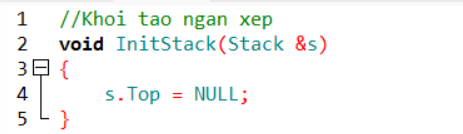 1 //Khoi tao ngan xep
2 void InitStack(Stack &s)
3 {
4 s.Top = NULL;
5 }